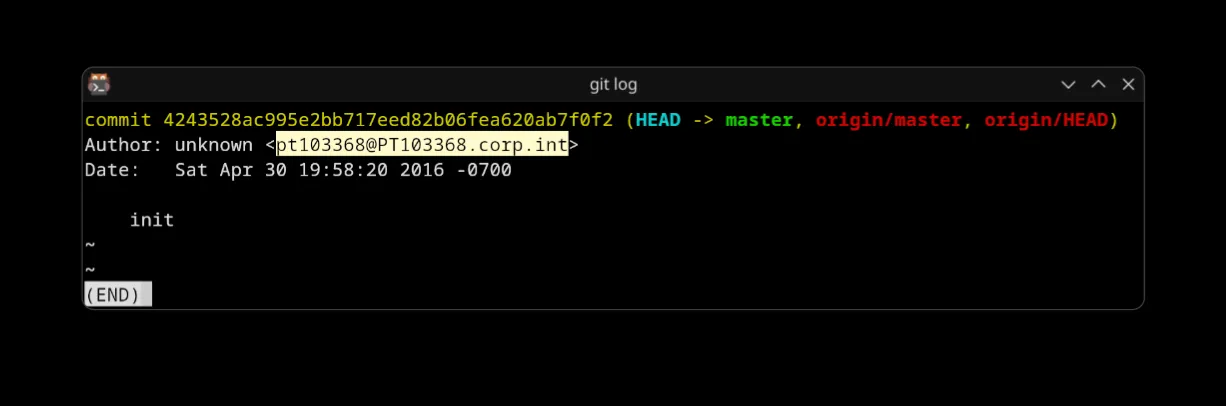 git log
commit 4243528ac995e2bb717eed82b06fea620ab7f0f2 (HEAD -> master, origin/master, origin/HEAD)
Author: unknown <pt103368@PT103368.corp.int>
Date:   Sat Apr 30 19:58:20 2016 -0700
    init
~
~
(END)